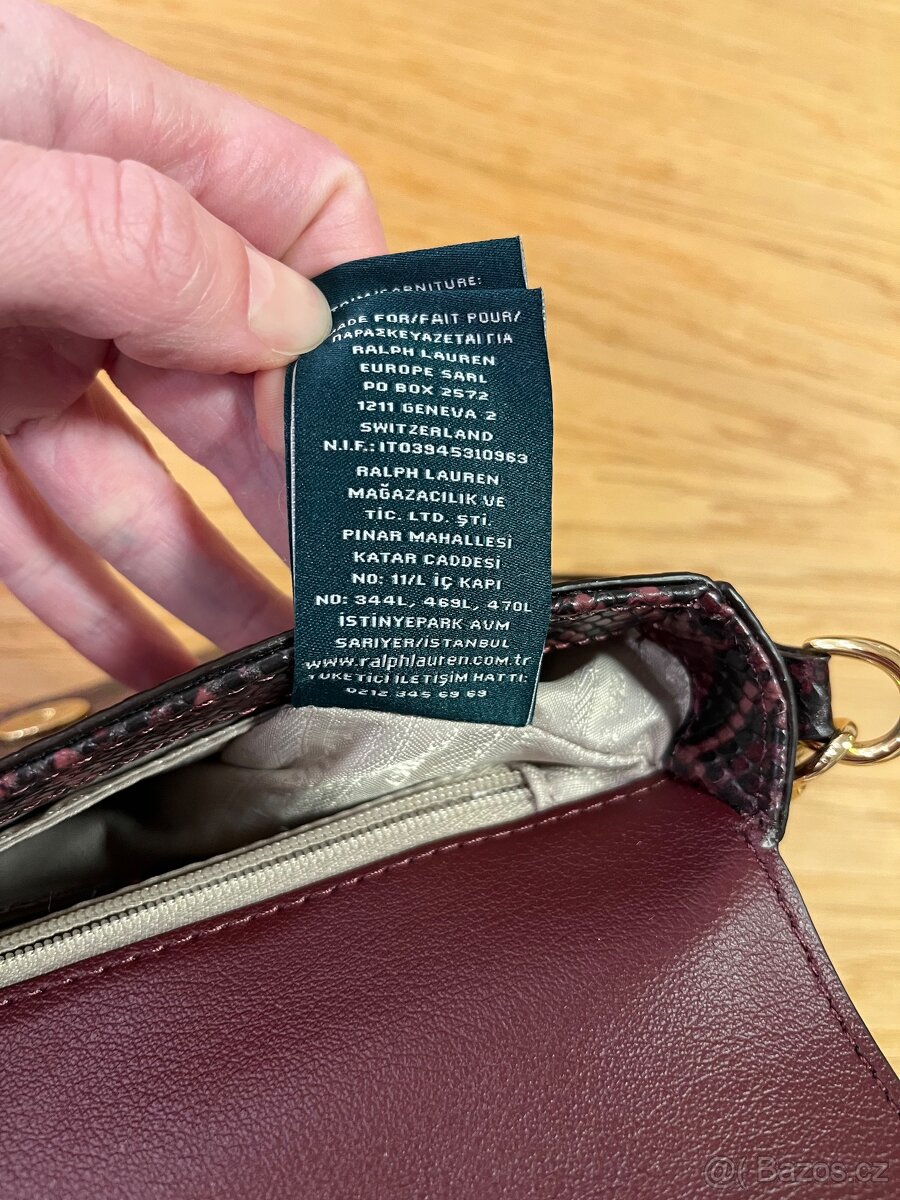 GARNITURE:
MADE FOR/FAIT POUR/
ΠΑΡΑΣΚΕΥΑΖΕΤΑΙ ΓΙΑ
RALPH LAUREN
EUROPE SARL
PO BOX 2572
1211 GENEVA 2
SWITZERLAND
N.I.F.:IT03945310963
RALPH LAUREN
MAĞAZACILIK VE
TİC. LTD. ŞTİ.
PINAR MAHALLESİ
KATAR CADDESİ
NO: 11/L İÇ KAPI
NO: 344L, 469L, 470L
İSTİNYEPARK AVM
SARIYER/İSTANBUL
www.ralphlauren.com.tr
TÜKETİCİ İLETİŞİM HATTI:
0212 345 69 69
@( Bazos.cz